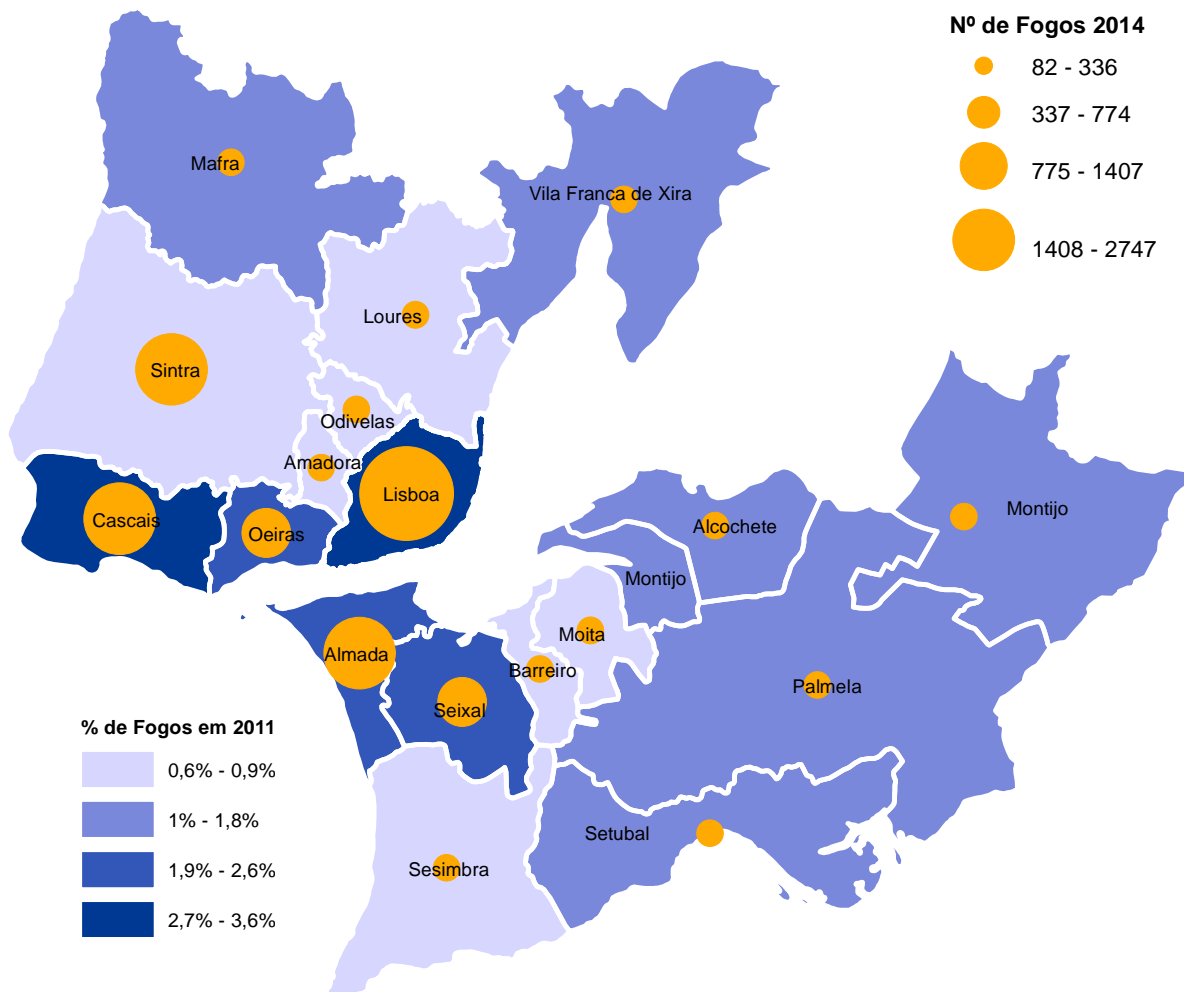 Nº de Fogos 2014
82 - 336
337 - 774
775 - 1407
1408 - 2747
Mafra
Vila Franca de Xira
Loures
Sintra
Odivelas
Amadora
Lisboa
Cascais
Oeiras
Alcochete
Montijo
Montijo
Almada
Moita
Barreiro
Seixal
Palmela
Setubal
Sesimbra
% de Fogos em 2011
0,6% - 0,9%
1% - 1,8%
1,9% - 2,6%
2,7% - 3,6%